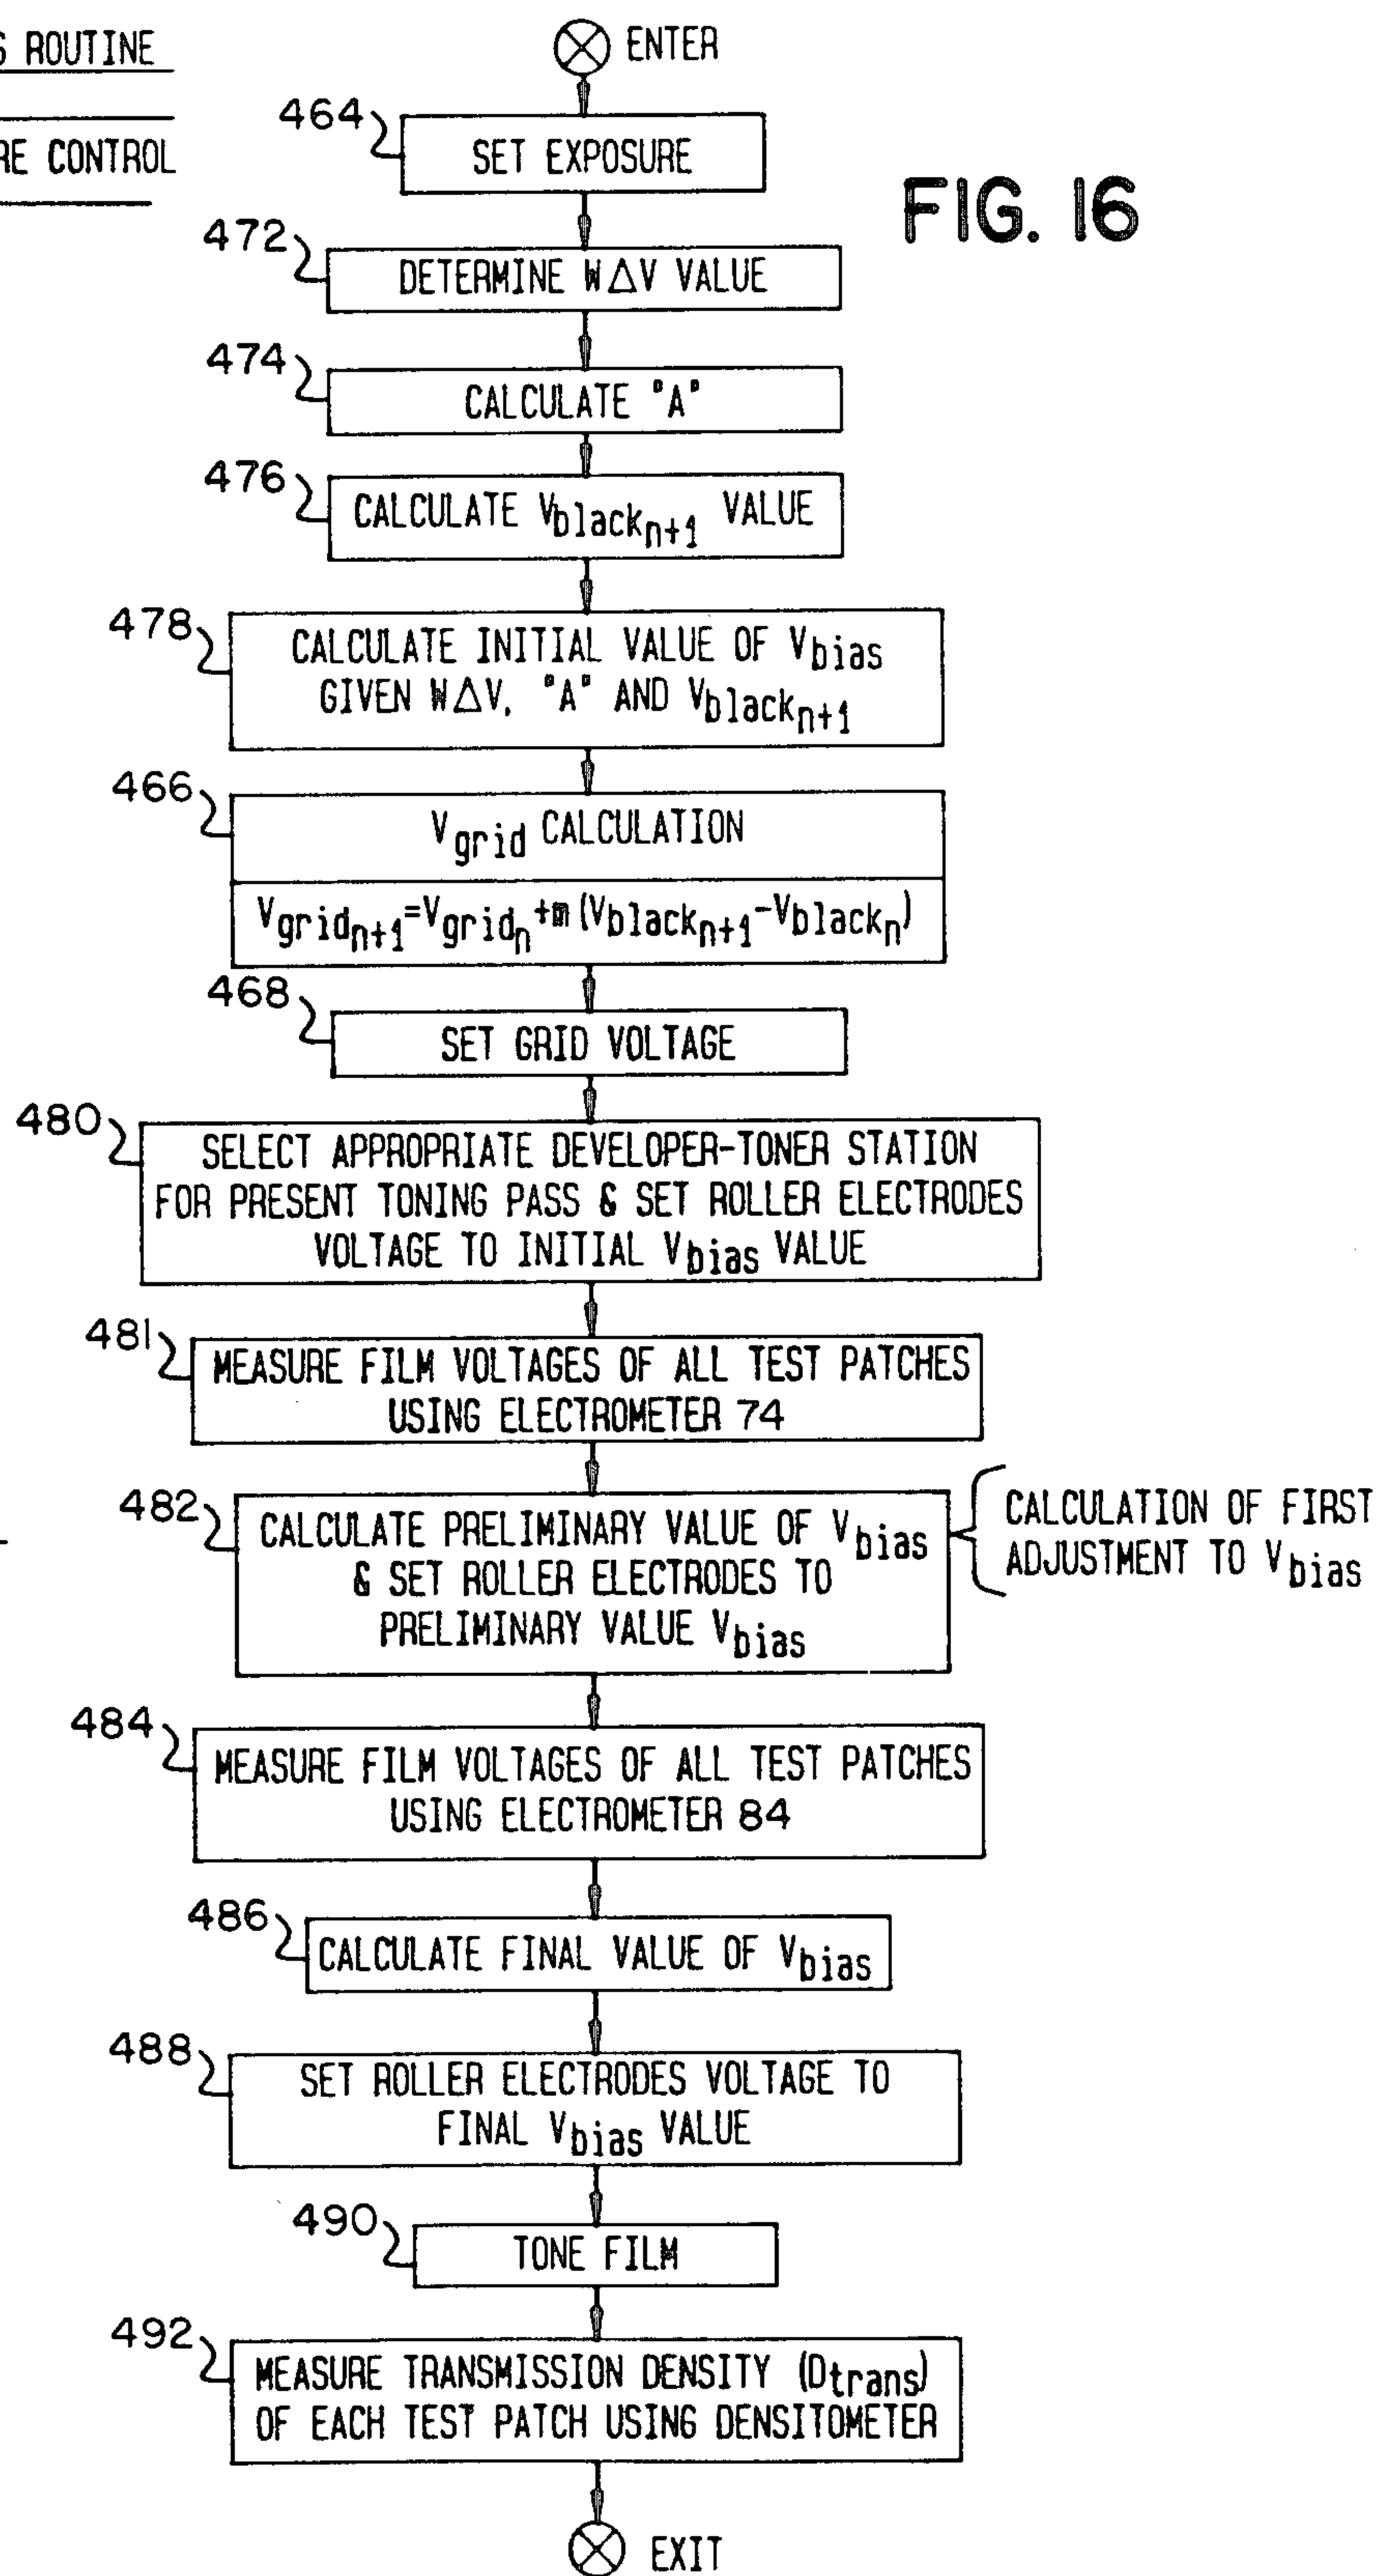 S ROUTINE
RE CONTROL
ENTER
FIG. 16
464
SET EXPOSURE
472
DETERMINE W△V VALUE
474
CALCULATE "A"
476
CALCULATE Vblackn+1 VALUE
478
CALCULATE INITIAL VALUE OF Vbias
GIVEN W△V, "A" AND Vblackn+1
466
Vgrid CALCULATION
Vgridn+1=Vgridn+m(Vblackn+1-Vblackn)
468
SET GRID VOLTAGE
480
SELECT APPROPRIATE DEVELOPER-TONER STATION
FOR PRESENT TONING PASS & SET ROLLER ELECTRODES
VOLTAGE TO INITIAL Vbias VALUE
481
MEASURE FILM VOLTAGES OF ALL TEST PATCHES
USING ELECTROMETER 74
482
CALCULATE PRELIMINARY VALUE OF Vbias
& SET ROLLER ELECTRODES TO
PRELIMINARY VALUE Vbias
CALCULATION OF FIRST
ADJUSTMENT TO Vbias
484
MEASURE FILM VOLTAGES OF ALL TEST PATCHES
USING ELECTROMETER 84
486
CALCULATE FINAL VALUE OF Vbias
488
SET ROLLER ELECTRODES VOLTAGE TO
FINAL Vbias VALUE
490
TONE FILM
492
MEASURE TRANSMISSION DENSITY (Dtrans)
OF EACH TEST PATCH USING DENSITOMETER
EXIT